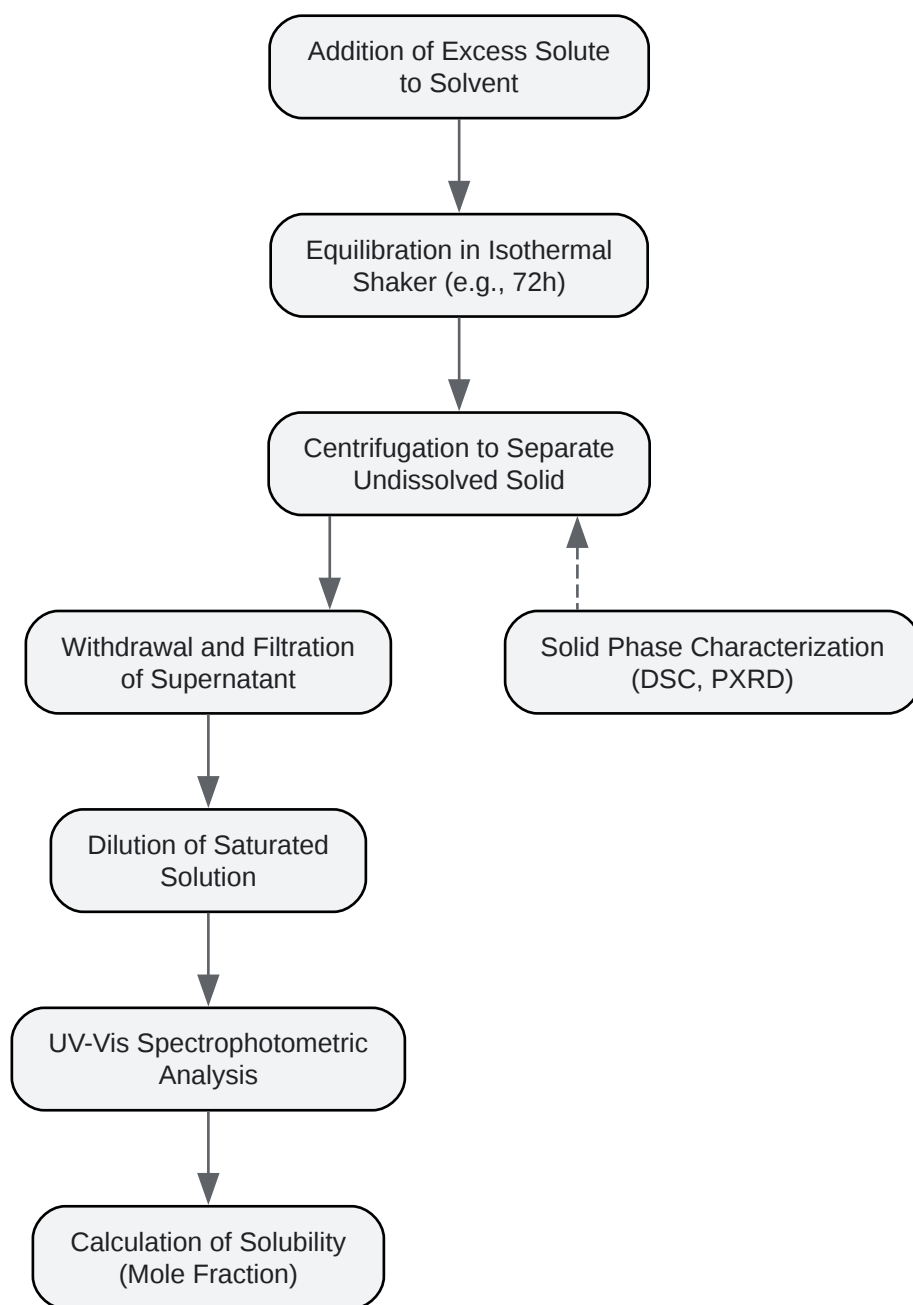 Addition of Excess Solute
to Solvent
Equilibration in Isothermal
Shaker (e.g., 72h)
Centrifugation to Separate
Undissolved Solid
Withdrawal and Filtration
of Supernatant
Solid Phase Characterization
(DSC, PXRD)
Dilution of Saturated
Solution
UV-Vis Spectrophotometric
Analysis
Calculation of Solubility
(Mole Fraction)